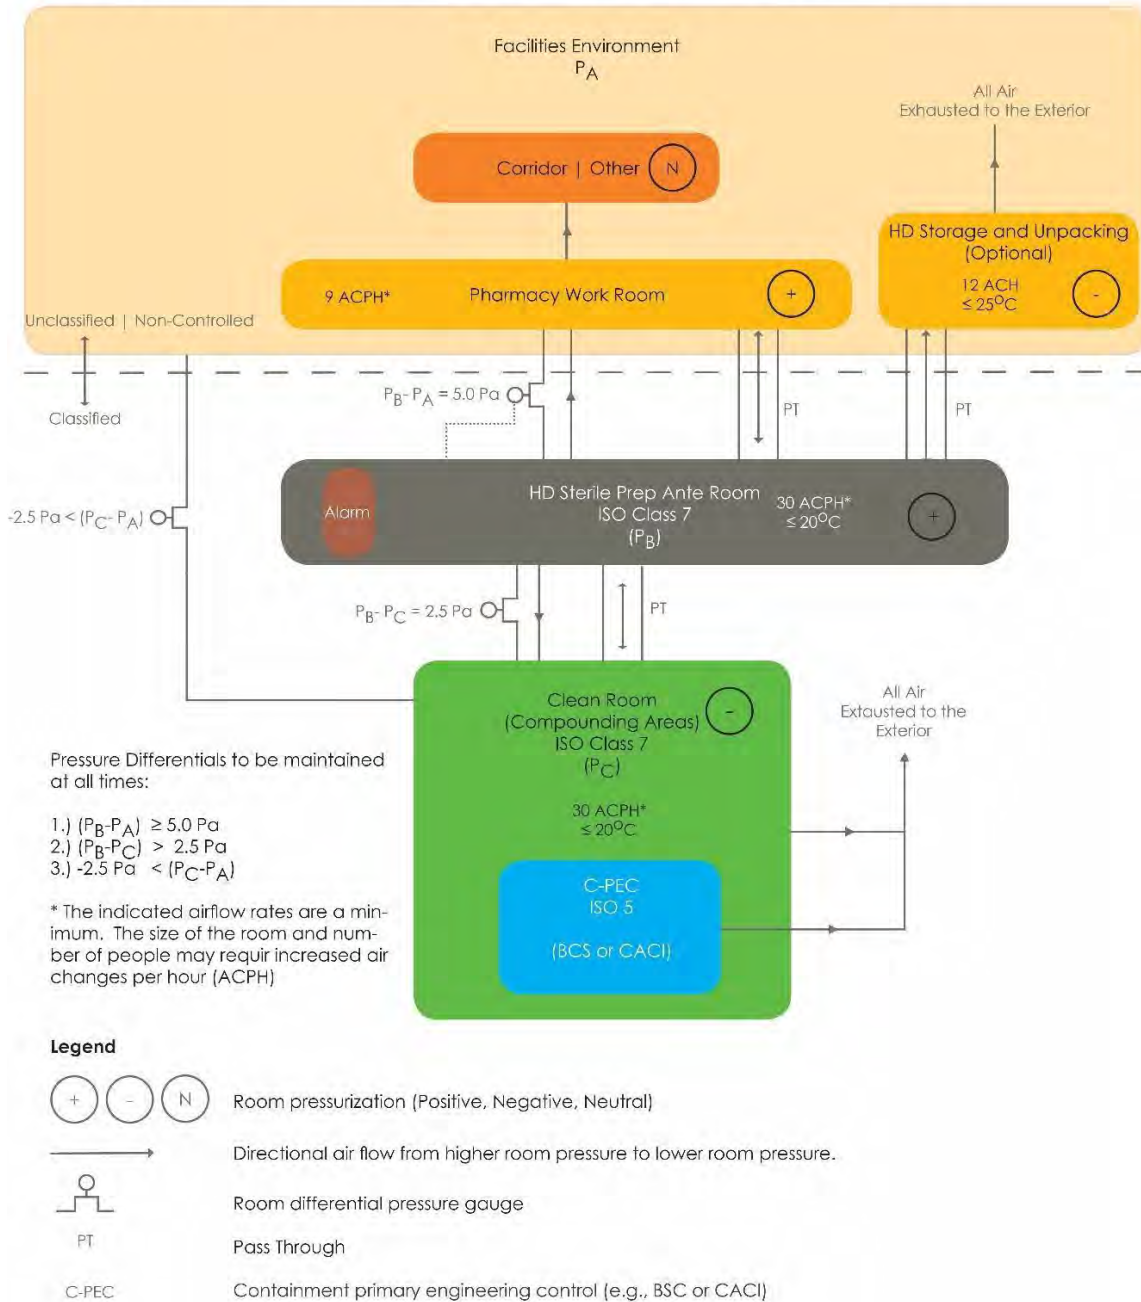 Facilities Environment
PA
All Air
Exhausted to the Exterior
Corridor | Other N
HD Storage and Unpacking
(Optional)
12 ACH
≤ 25°C
-
9 ACPH* Pharmacy Work Room +
Unclassified | Non-Controlled
Classified
PB- PA = 5.0 Pa
PT
PT
HD Sterile Prep Ante Room
ISO Class 7
(PB)
30 ACPH*
≤ 20°C
+
Alarm
-2.5 Pa < (PC- PA)
PB- PC = 2.5 Pa
PT
Clean Room
(Compounding Areas)
ISO Class 7
(PC)
-
30 ACPH*
≤ 20°C
C-PEC
ISO 5
(BCS or CACI)
All Air
Extausted to the
Exterior
Pressure Differentials to be maintained
at all times:
1.) (PB-PA) ≥ 5.0 Pa
2.) (PB-PC) > 2.5 Pa
3.) -2.5 Pa < (PC-PA)
* The indicated airflow rates are a min-
imum. The size of the room and num-
ber of people may requir increased air
changes per hour (ACPH)
Legend
+ - N Room pressurization (Positive, Negative, Neutral)
Directional air flow from higher room pressure to lower room pressure.
Room differential pressure gauge
PT Pass Through
C-PEC Containment primary engineering control (e.g., BSC or CACI)